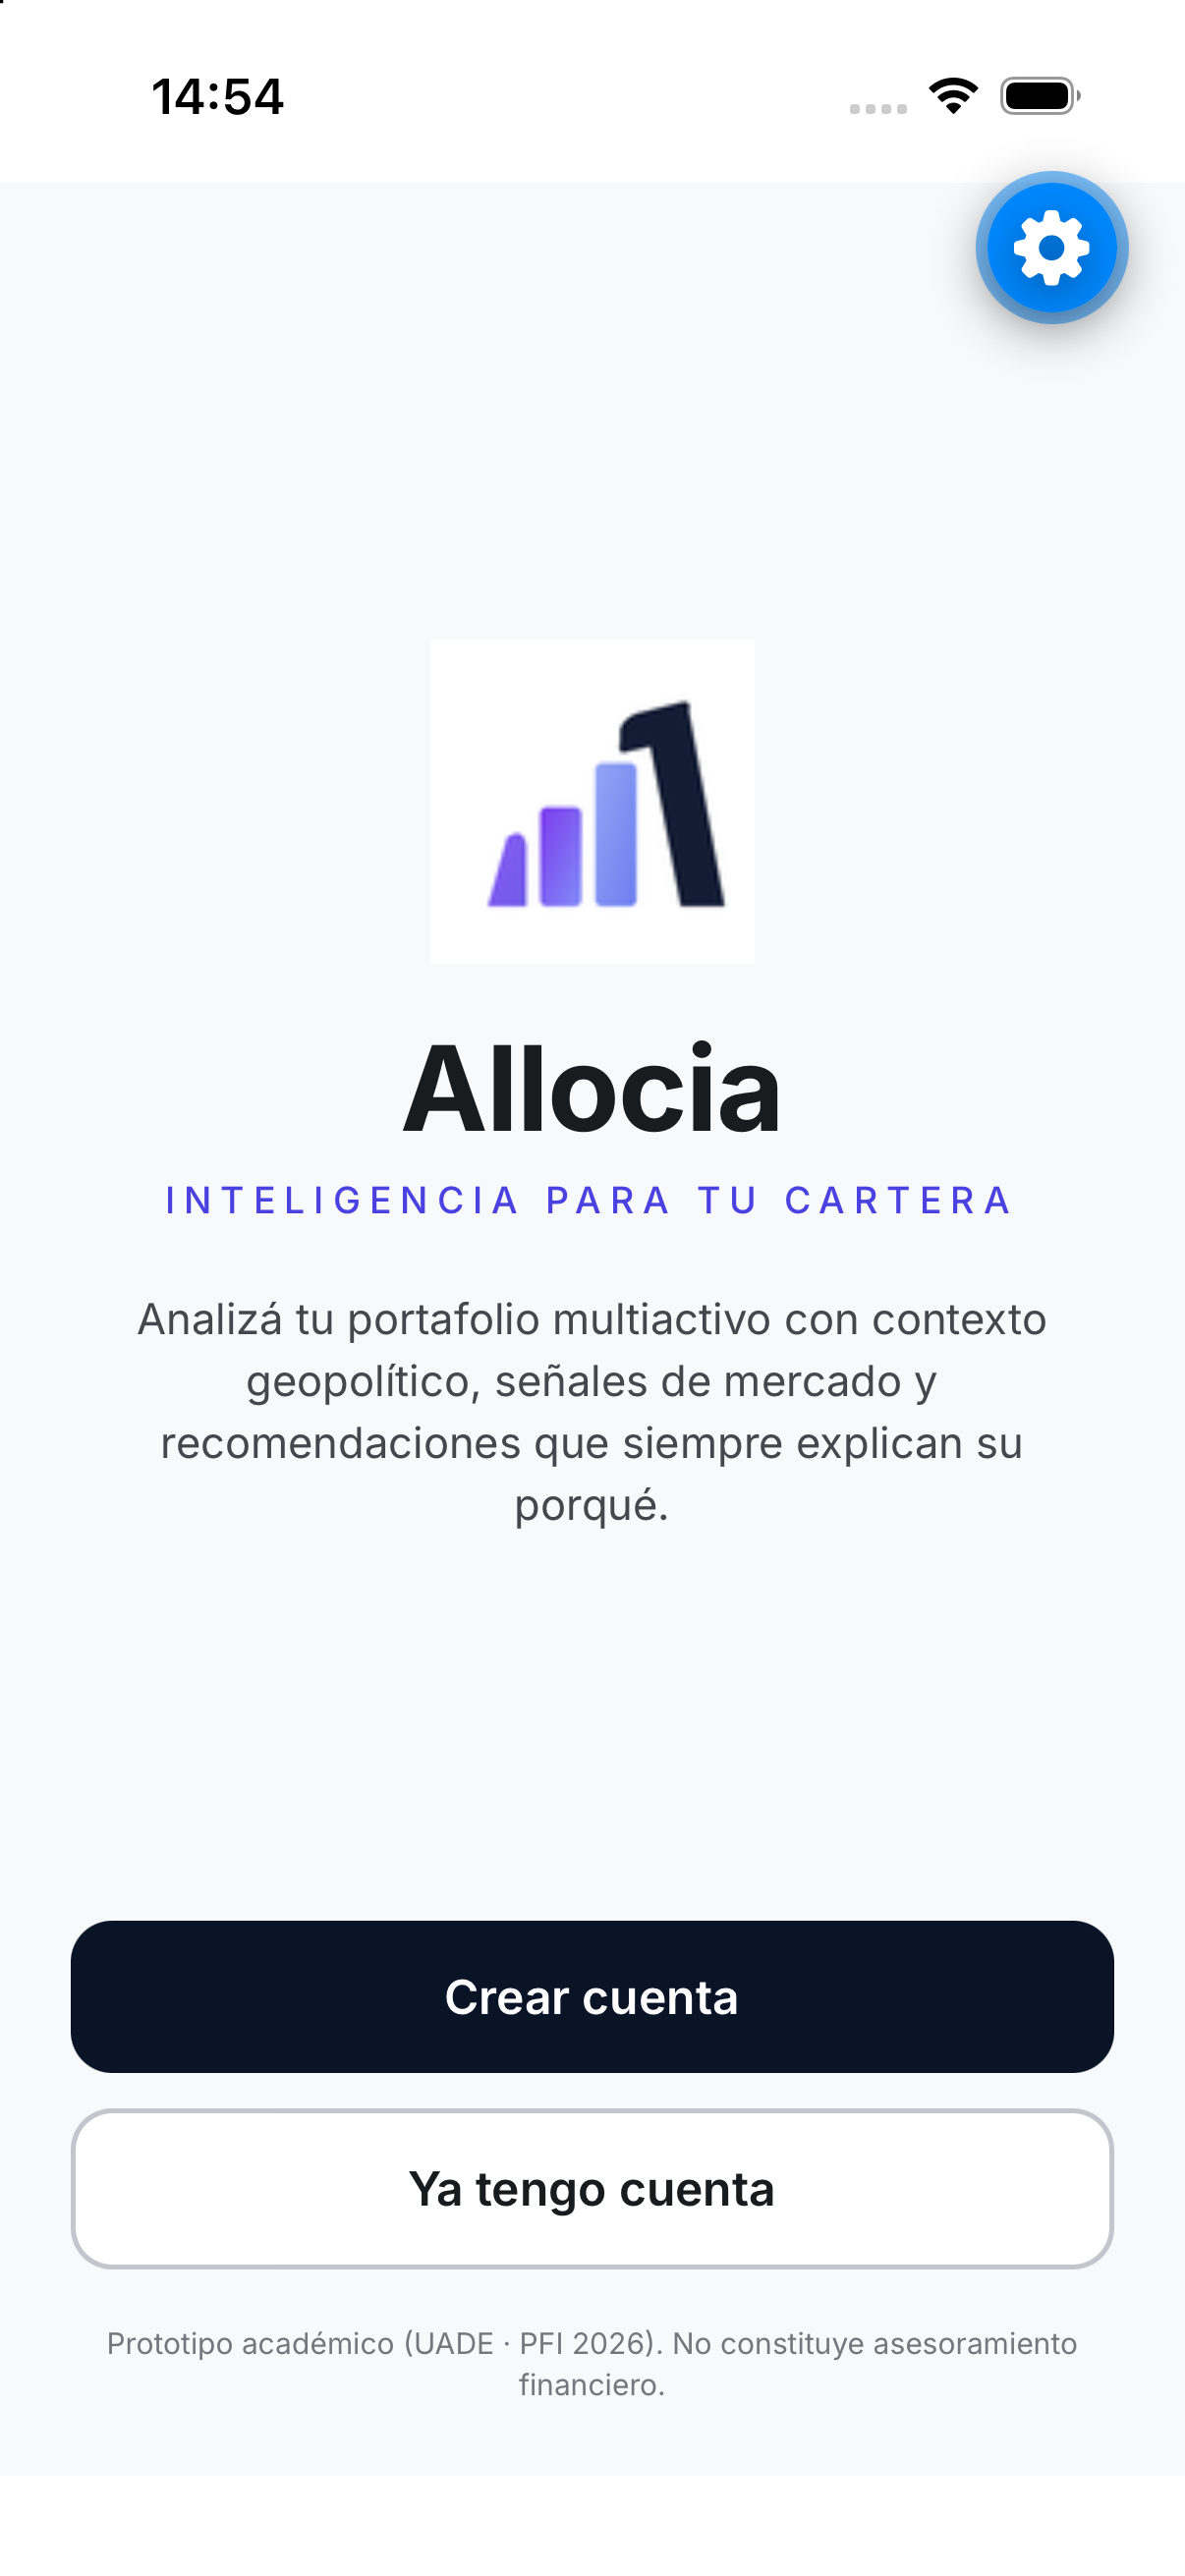 14:54
Allocia
INTELIGENCIA PARA TU CARTERA
Analizá tu portafolio multiactivo con contexto
geopolítico, señales de mercado y
recomendaciones que siempre explican su
porqué.
Crear cuenta
Ya tengo cuenta
Prototipo académico (UADE · PFI 2026). No constituye asesoramiento
financiero.